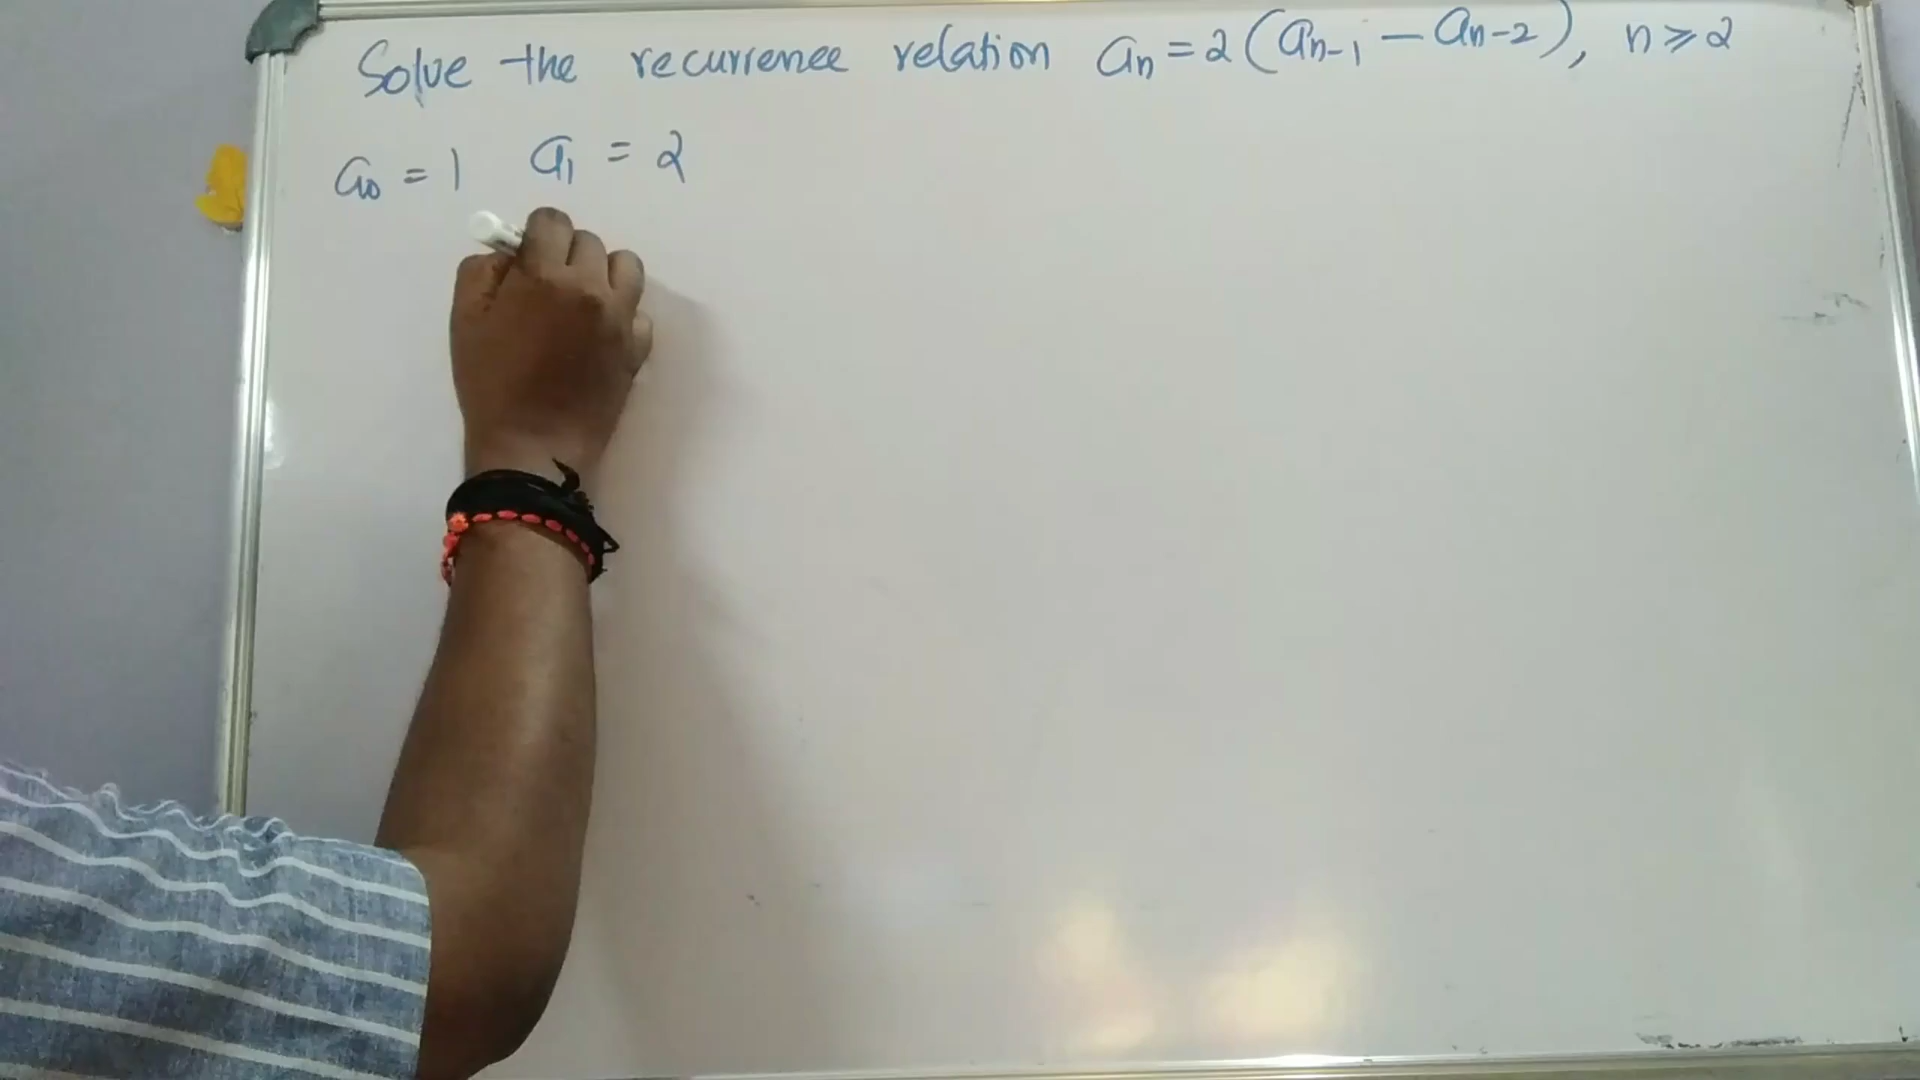 Solve the recurrence relation aₙ = 2(aₙ₋₁ − aₙ₋₂), n ⩾ 2
a₀ = 1 a₁ = 2